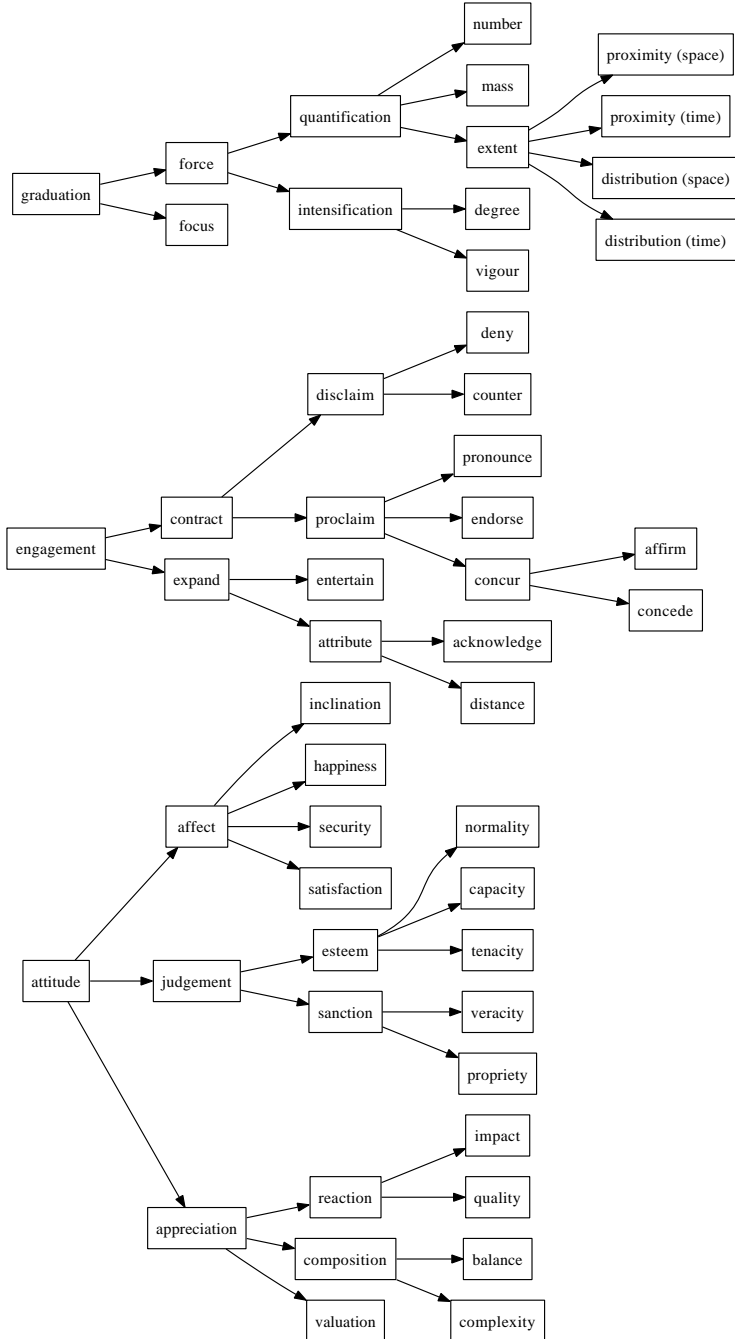 number
proximity (space)
mass
quantification
proximity (time)
extent
force
distribution (space)
graduation
intensification
degree
focus
distribution (time)
vigour
deny
disclaim
counter
pronounce
contract
proclaim
endorse
engagement
affirm
expand
entertain
concur
concede
attribute
acknowledge
inclination
distance
happiness
affect
security
normality
satisfaction
capacity
esteem
tenacity
attitude
judgement
sanction
veracity
propriety
impact
reaction
quality
appreciation
composition
balance
valuation
complexity